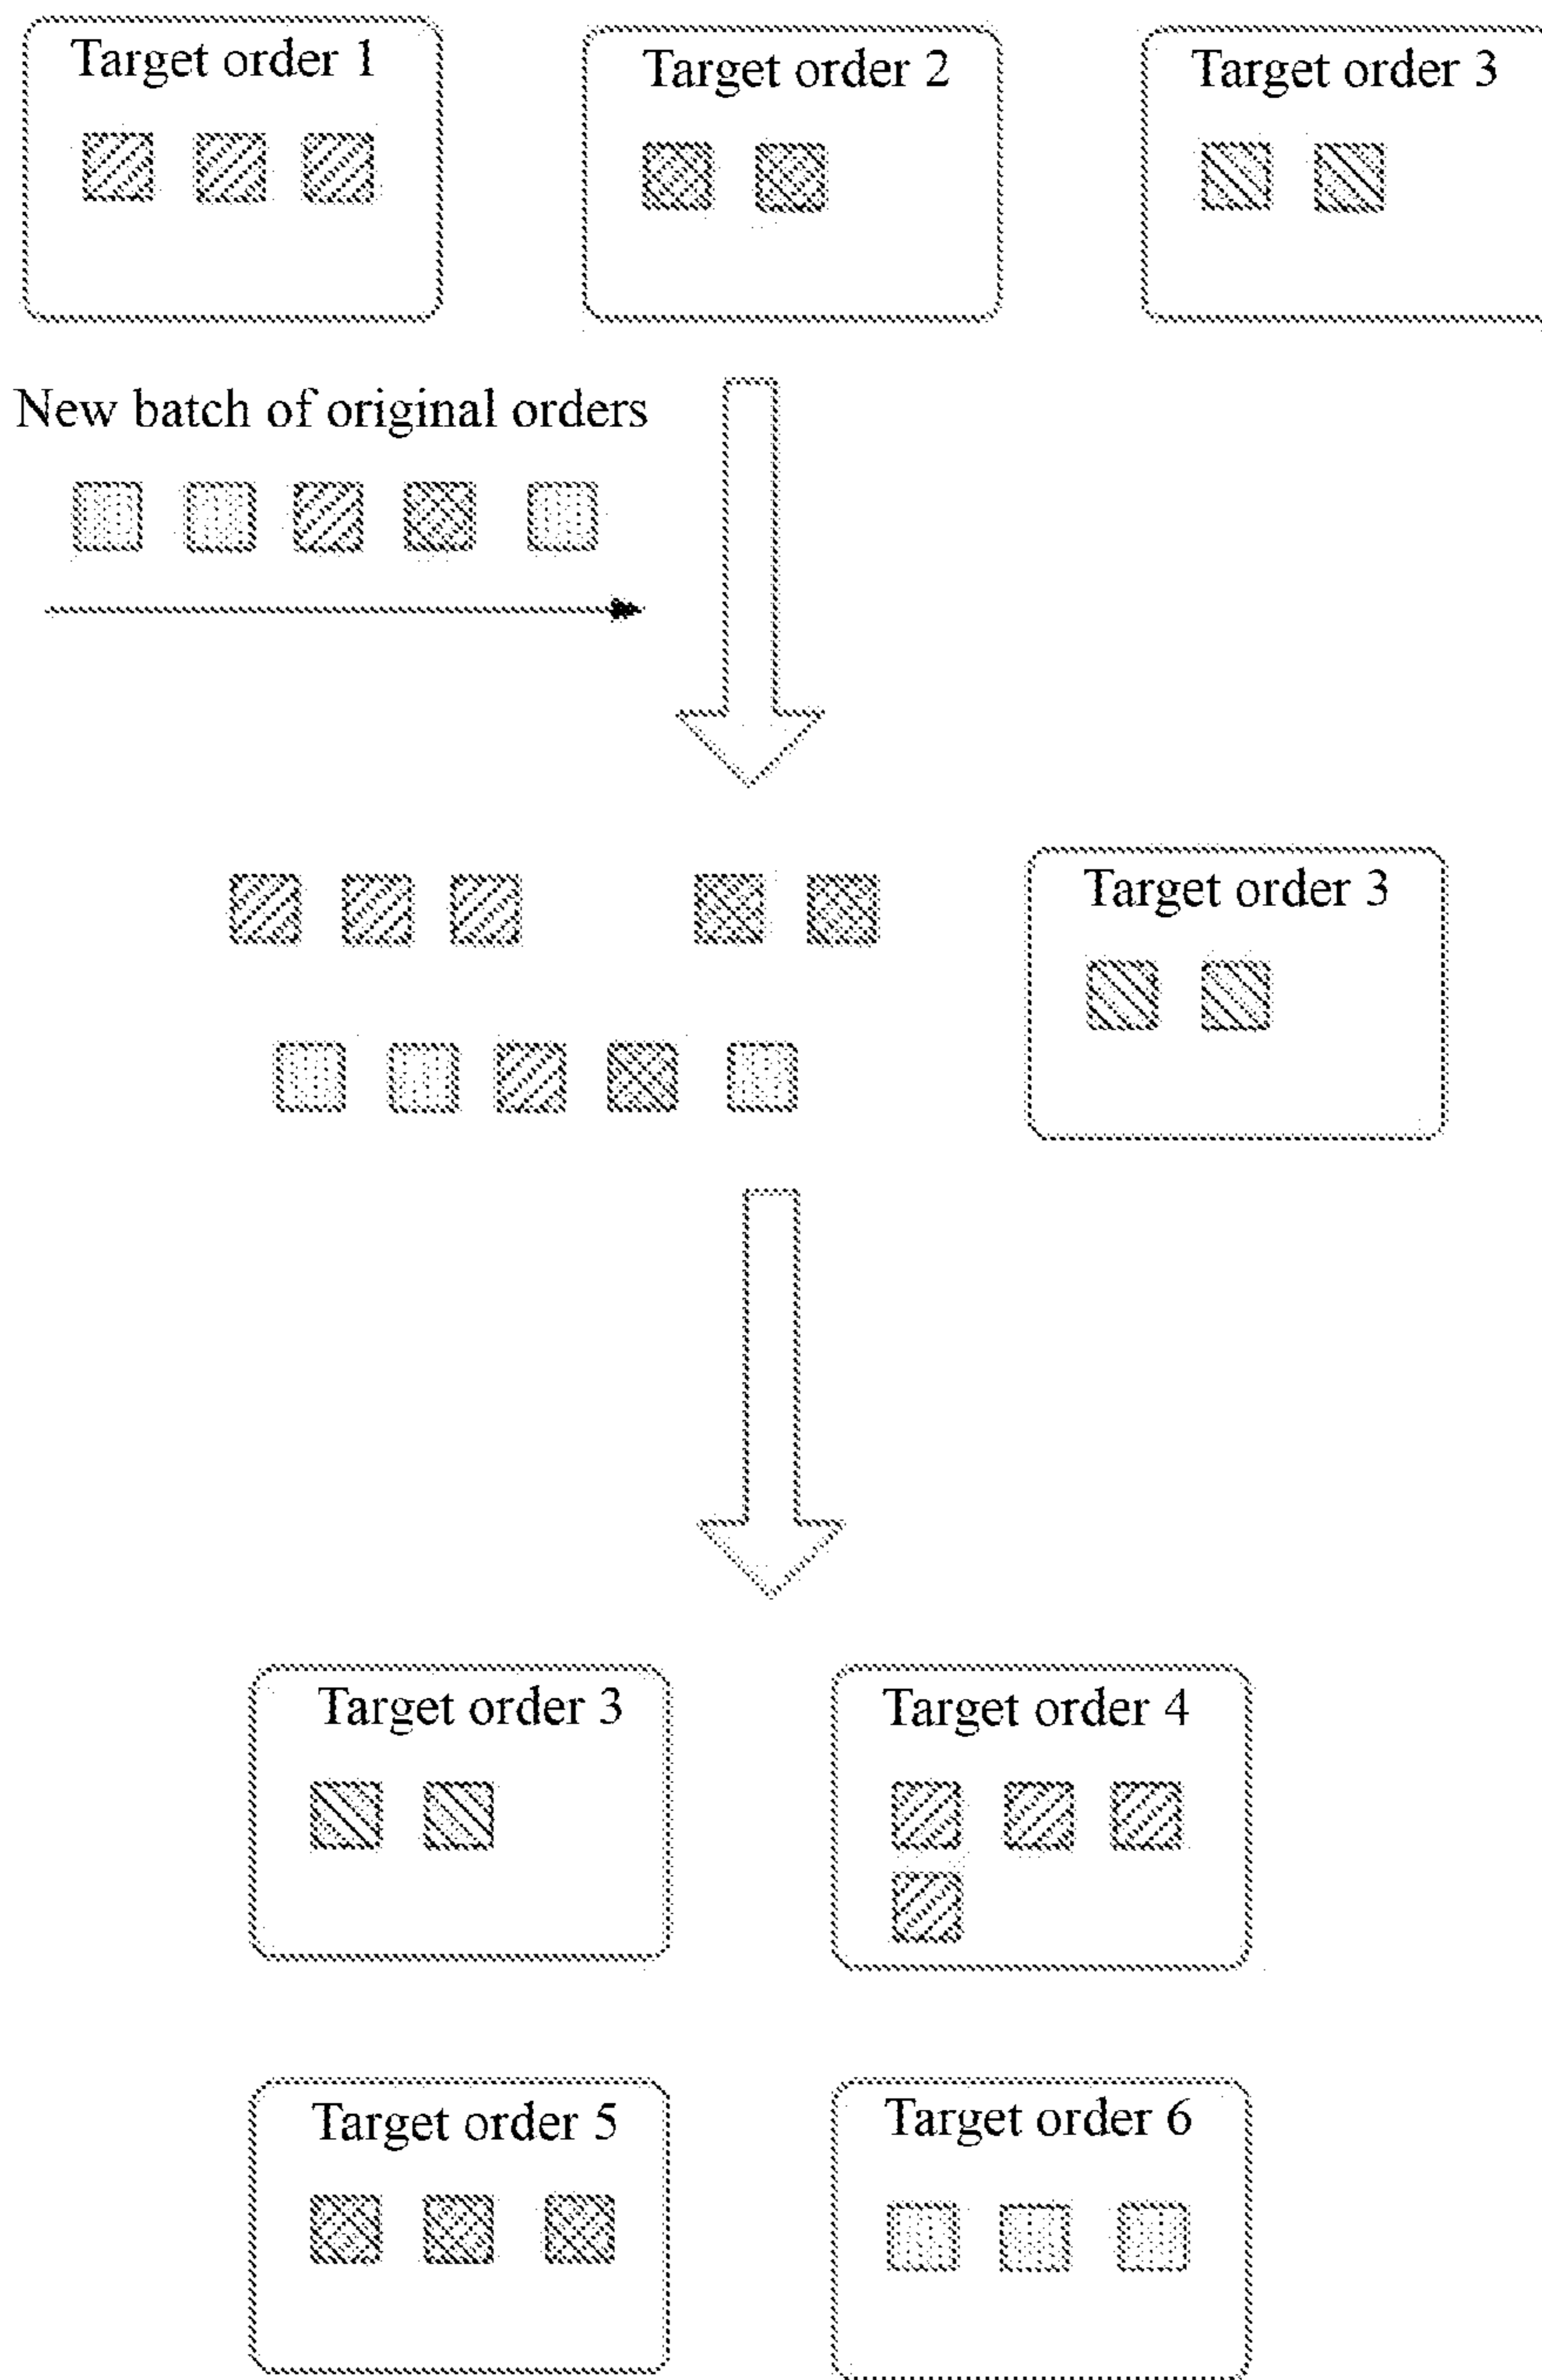 Target order 1
Target order 2
Target order 3
New batch of original orders
Target order 3
Target order 3
Target order 4
Target order 5
Target order 6